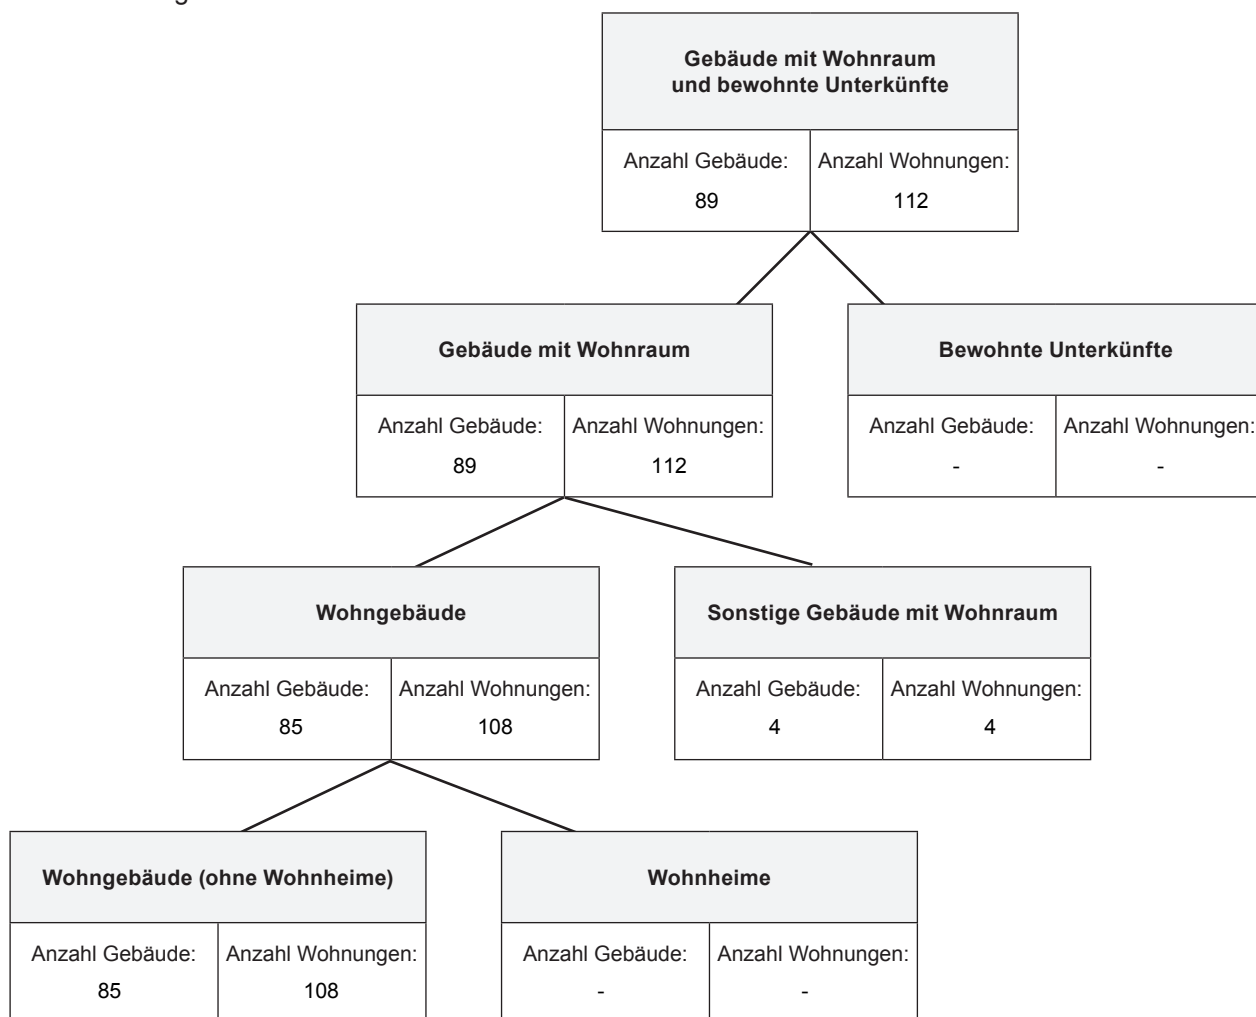 Gebäude mit Wohnraum
und bewohnte Unterkünfte
Anzahl Gebäude: Anzahl Wohnungen:
89 112
Gebäude mit Wohnraum Bewohnte Unterkünfte
Anzahl Gebäude: Anzahl Wohnungen: Anzahl Gebäude: Anzahl Wohnungen:
89 112 - -
Wohngebäude Sonstige Gebäude mit Wohnraum
Anzahl Gebäude: Anzahl Wohnungen: Anzahl Gebäude: Anzahl Wohnungen:
85 108 4 4
Wohngebäude (ohne Wohnheime) Wohnheime
Anzahl Gebäude: Anzahl Wohnungen: Anzahl Gebäude: Anzahl Wohnungen:
85 108 - -